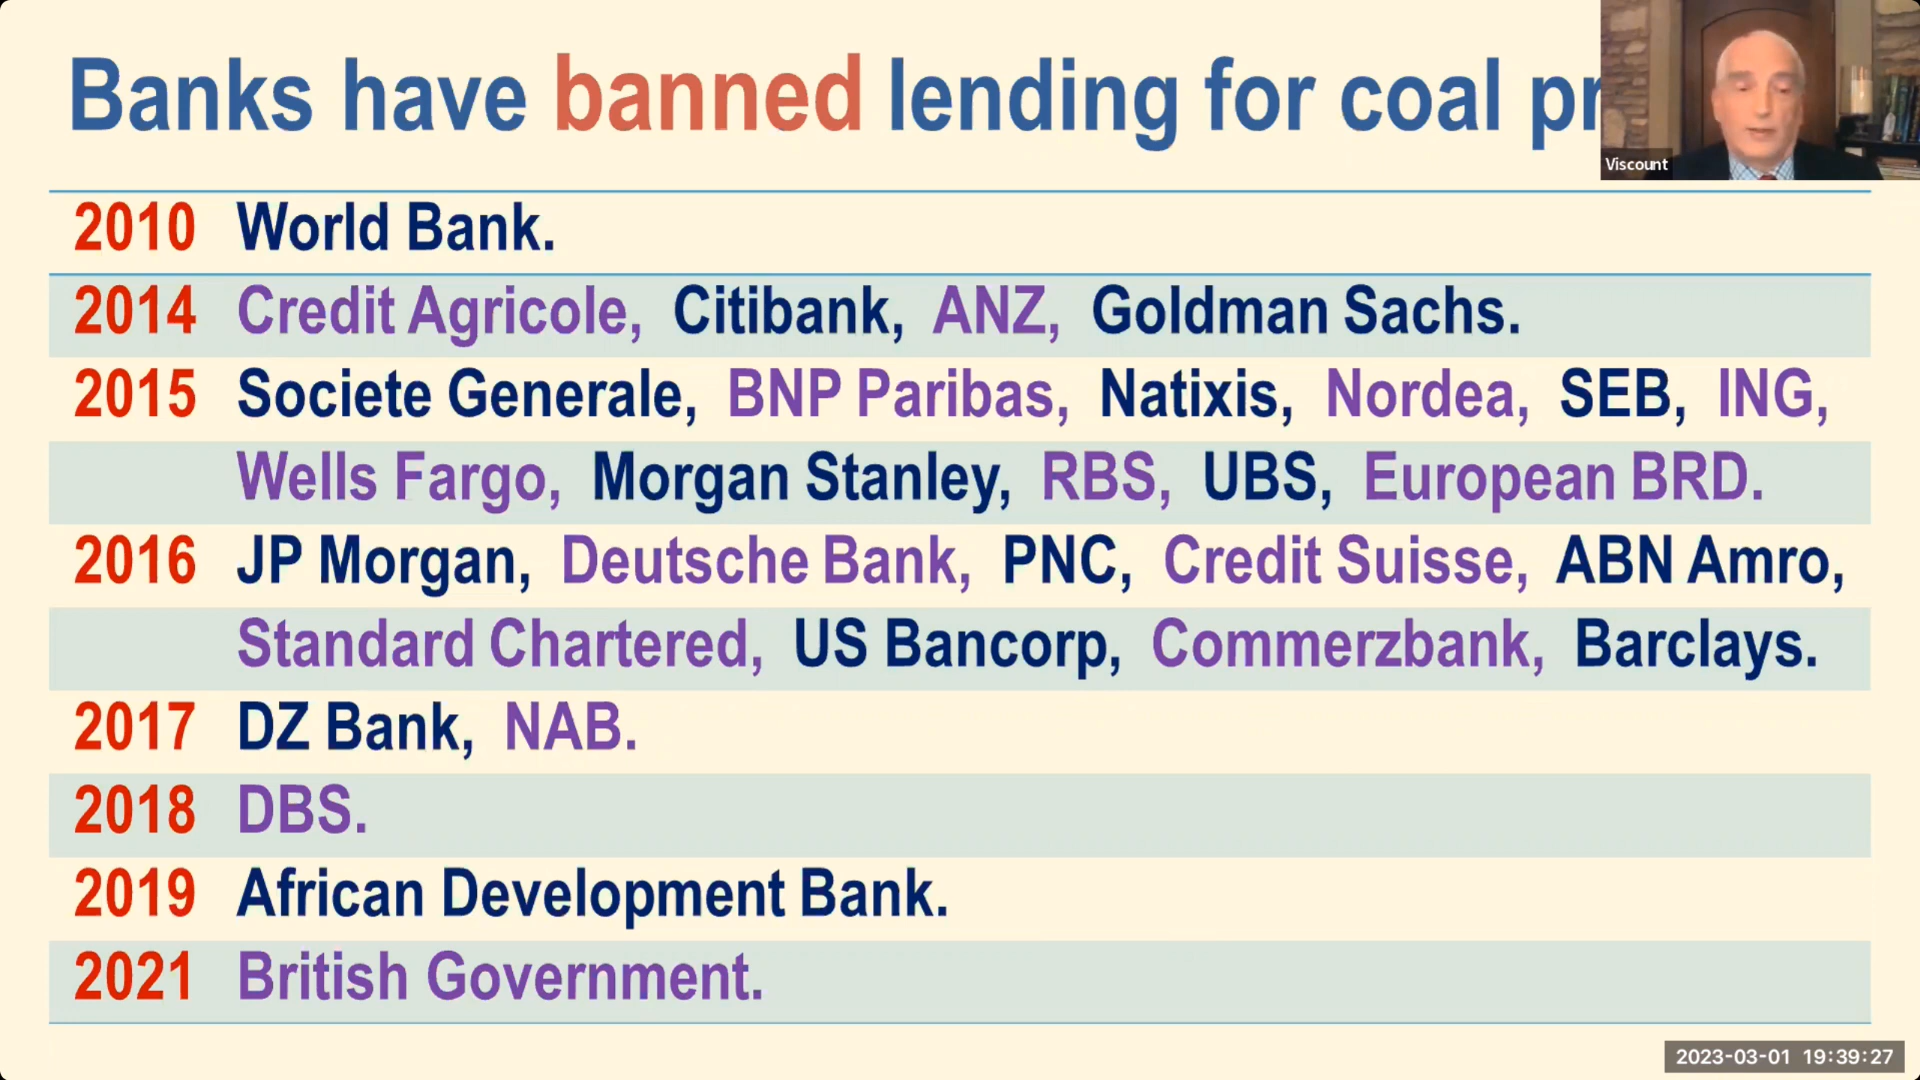 Banks have banned lending for coal pr
Viscount
2010 World Bank.
2014 Credit Agricole, Citibank, ANZ, Goldman Sachs.
2015 Societe Generale, BNP Paribas, Natixis, Nordea, SEB, ING,
Wells Fargo, Morgan Stanley, RBS, UBS, European BRD.
2016 JP Morgan, Deutsche Bank, PNC, Credit Suisse, ABN Amro,
Standard Chartered, US Bancorp, Commerzbank, Barclays.
2017 DZ Bank, NAB.
2018 DBS.
2019 African Development Bank.
2021 British Government.
2023-03-01 19:39:27